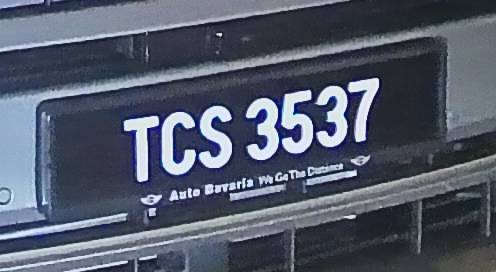 TCS 3537
Auto Bavaria We Go The Distance